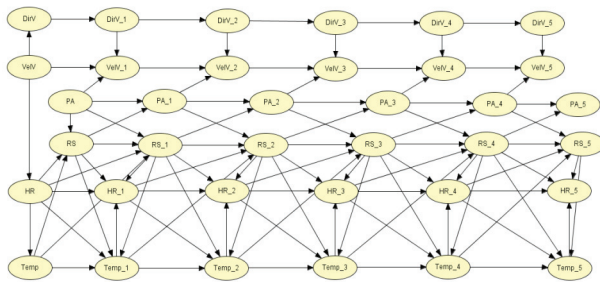 DirV DirV_1 DirV_2 DirV_3 DirV_4 DirV_5
VelV VelV_1 VelV_2 VelV_3 VelV_4 VelV_5
PA PA_1 PA_2 PA_3 PA_4 PA_5
RS RS_1 RS_2 RS_3 RS_4 RS_5
HR HR_1 HR_2 HR_3 HR_4 HR_5
Temp Temp_1 Temp_2 Temp_3 Temp_4 Temp_5